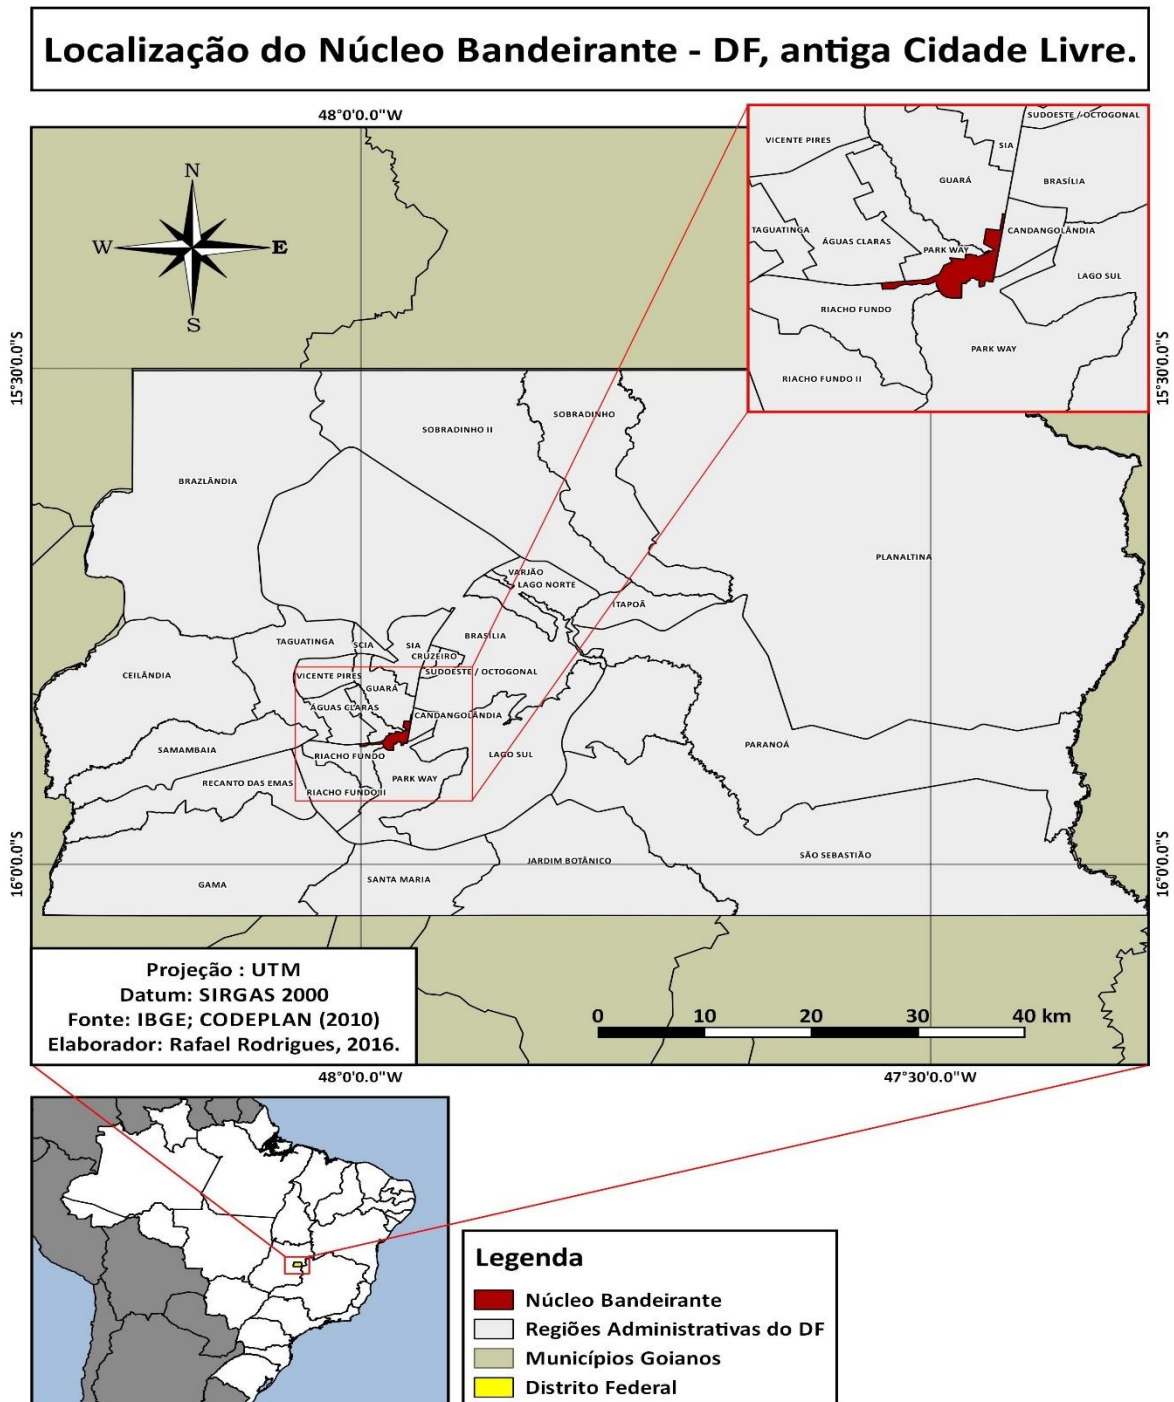 Localização do Núcleo Bandeirante - DF, antiga Cidade Livre.
48°0'0.0"W
N
W
E
S
SUDOESTE / OCTOGONAL
VICENTE PIRES
SIA
GUARÁ
BRASÍLIA
TAGUATINGA
ÁGUAS CLARAS
PARK WAY
CANDANGOLÂNDIA
LAGO SUL
RIACHO FUNDO
PARK WAY
RIACHO FUNDO II
15°30'0.0"S
15°30'0.0"S
SOBRADINHO
SOBRADINHO II
BRAZLÂNDIA
PLANALTINA
VARJÃO
LAGO NORTE
ITAPOÃ
BRASÍLIA
TAGUATINGA
SCIA
SIA
CRUZEIRO
SUDOESTE / OCTOGONAL
CEILÂNDIA
VICENTE PIRES
GUARÁ
ÁGUAS CLARAS
CANDANGOLÂNDIA
SAMAMBAIA
RIACHO FUNDO
LAGO SUL
PARANOÁ
RECANTO DAS EMAS
PARK WAY
RIACHO FUNDO II
16°0'0.0"S
16°0'0.0"S
SÃO SEBASTIÃO
JARDIM BOTÂNICO
GAMA
SANTA MARIA
Projeção : UTM
Datum: SIRGAS 2000
Fonte: IBGE; CODEPLAN (2010)
Elaborador: Rafael Rodrigues, 2016.
0 10 20 30 40 km
48°0'0.0"W
47°30'0.0"W
Legenda
Núcleo Bandeirante
Regiões Administrativas do DF
Municípios Goianos
Distrito Federal